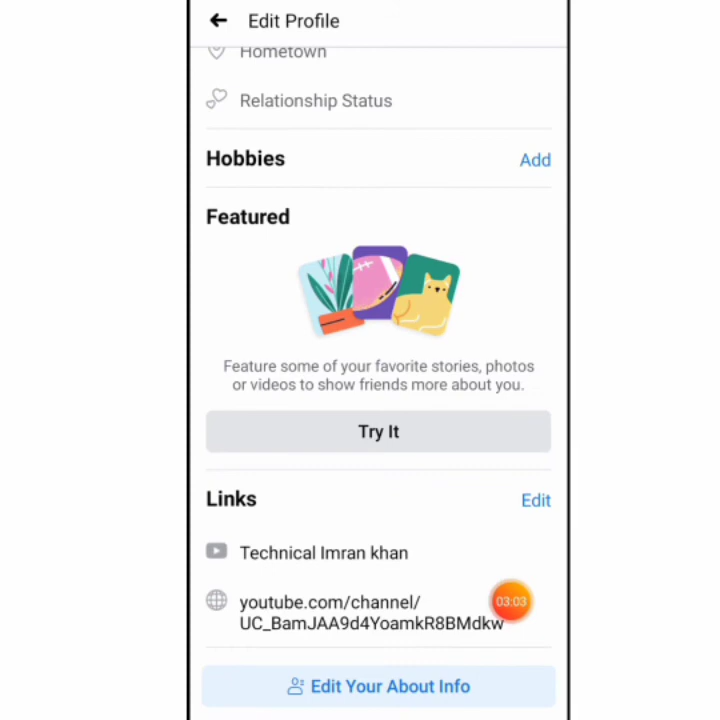 Edit Profile
Hometown
Relationship Status
Hobbies
Add
Featured
Feature some of your favorite stories, photos
or videos to show friends more about you.
Try It
Links
Edit
Technical Imran khan
youtube.com/channel/
UC_BamJAA9d4YoamkR8BMdkw
03:03
Edit Your About Info